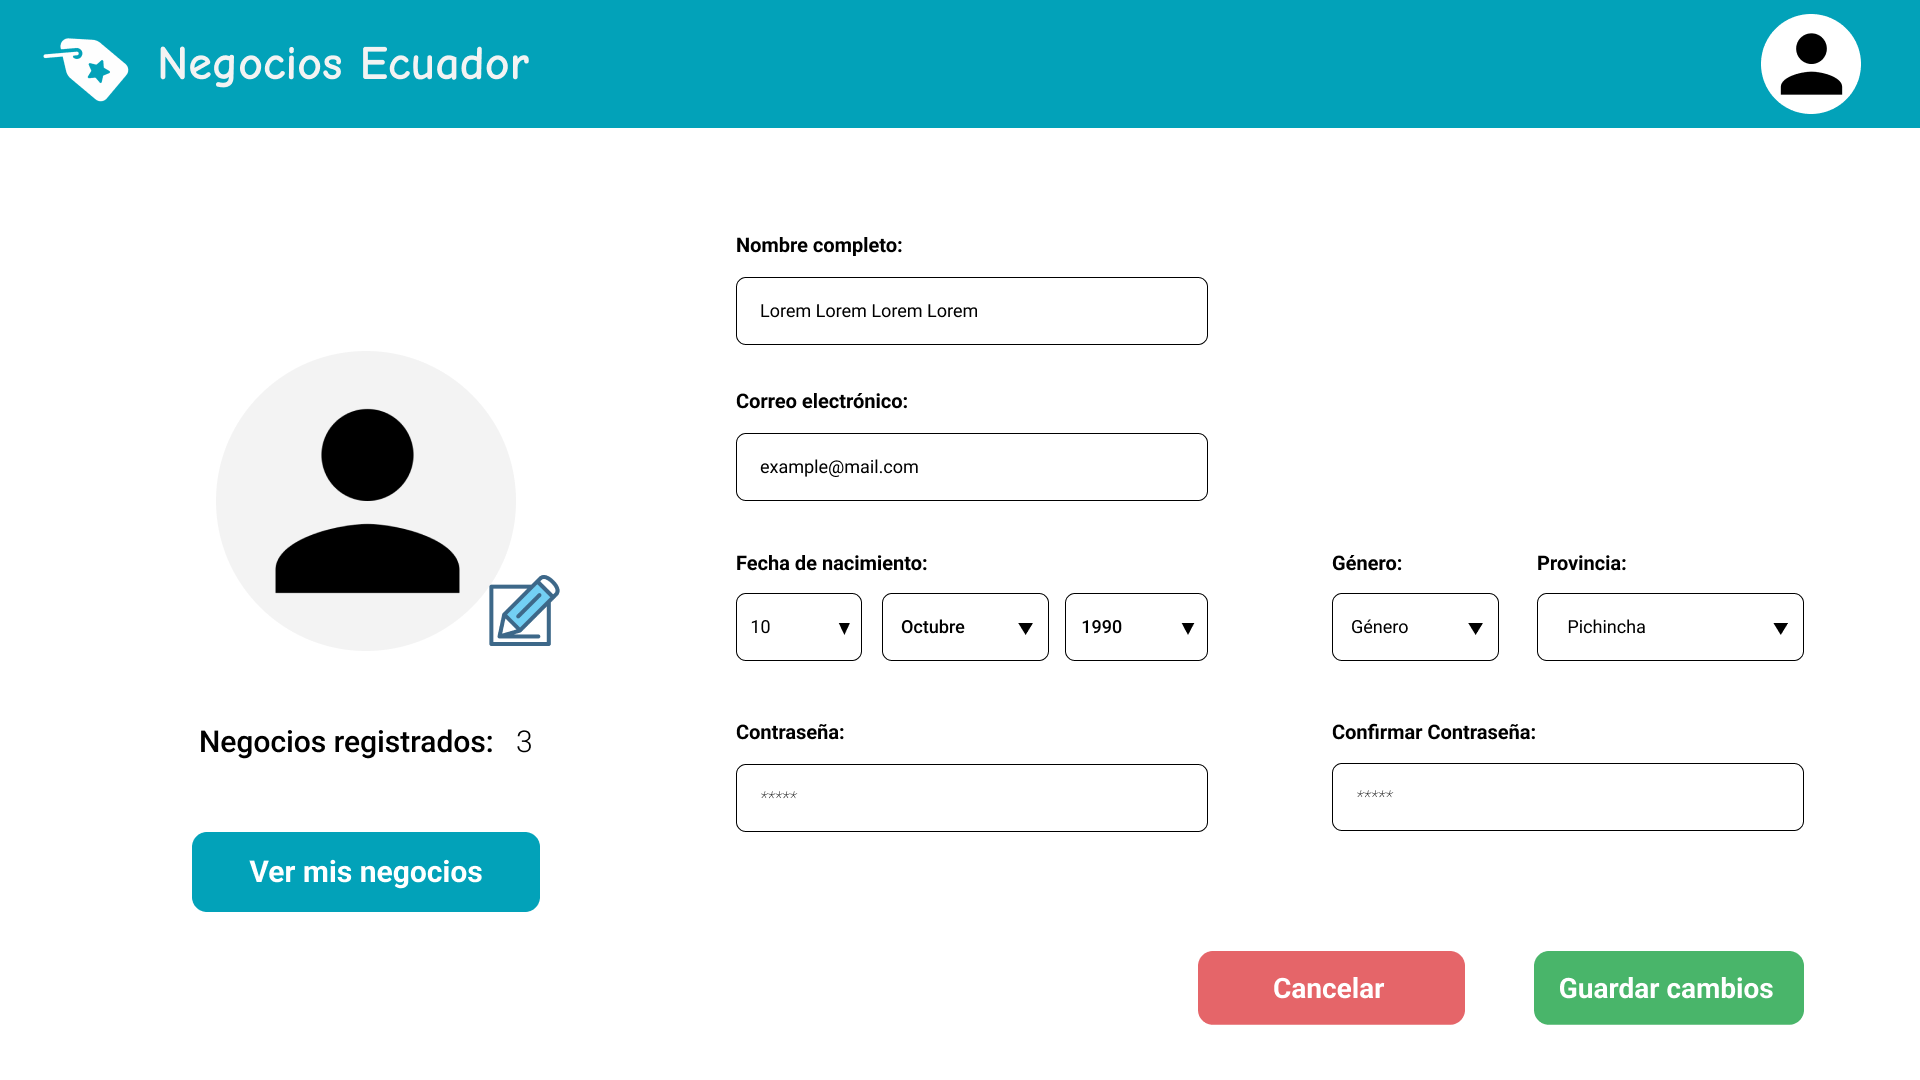 Negocios Ecuador
Nombre completo:
Lorem Lorem Lorem Lorem
Correo electrónico:
example@mail.com
Fecha de nacimiento:
Género:
Provincia:
10
Octubre
1990
Género
Pichincha
Negocios registrados: 3
Contraseña:
Confirmar Contraseña:
*****
*****
Ver mis negocios
Cancelar
Guardar cambios